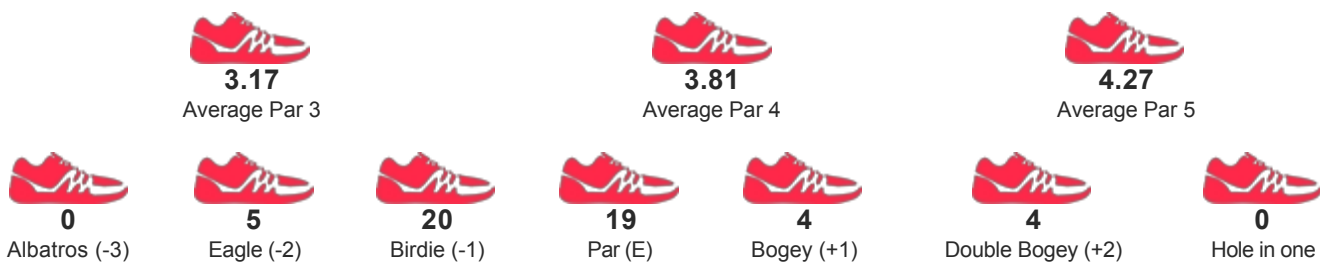 3.17 3.81 4.27
Average Par 3 Average Par 4 Average Par 5
0 5 20 19 4 4 0
Albatros (-3) Eagle (-2) Birdie (-1) Par (E) Bogey (+1) Double Bogey (+2) Hole in one